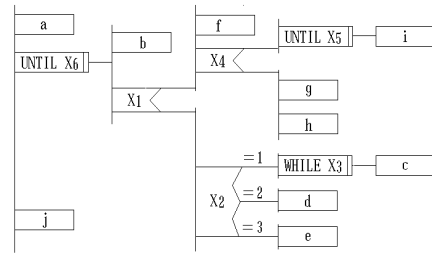 a
f
UNTIL X5
i
b
UNTIL X6
X4
g
X1
h
=1
WHILE X3
c
X2
=2
d
j
=3
e